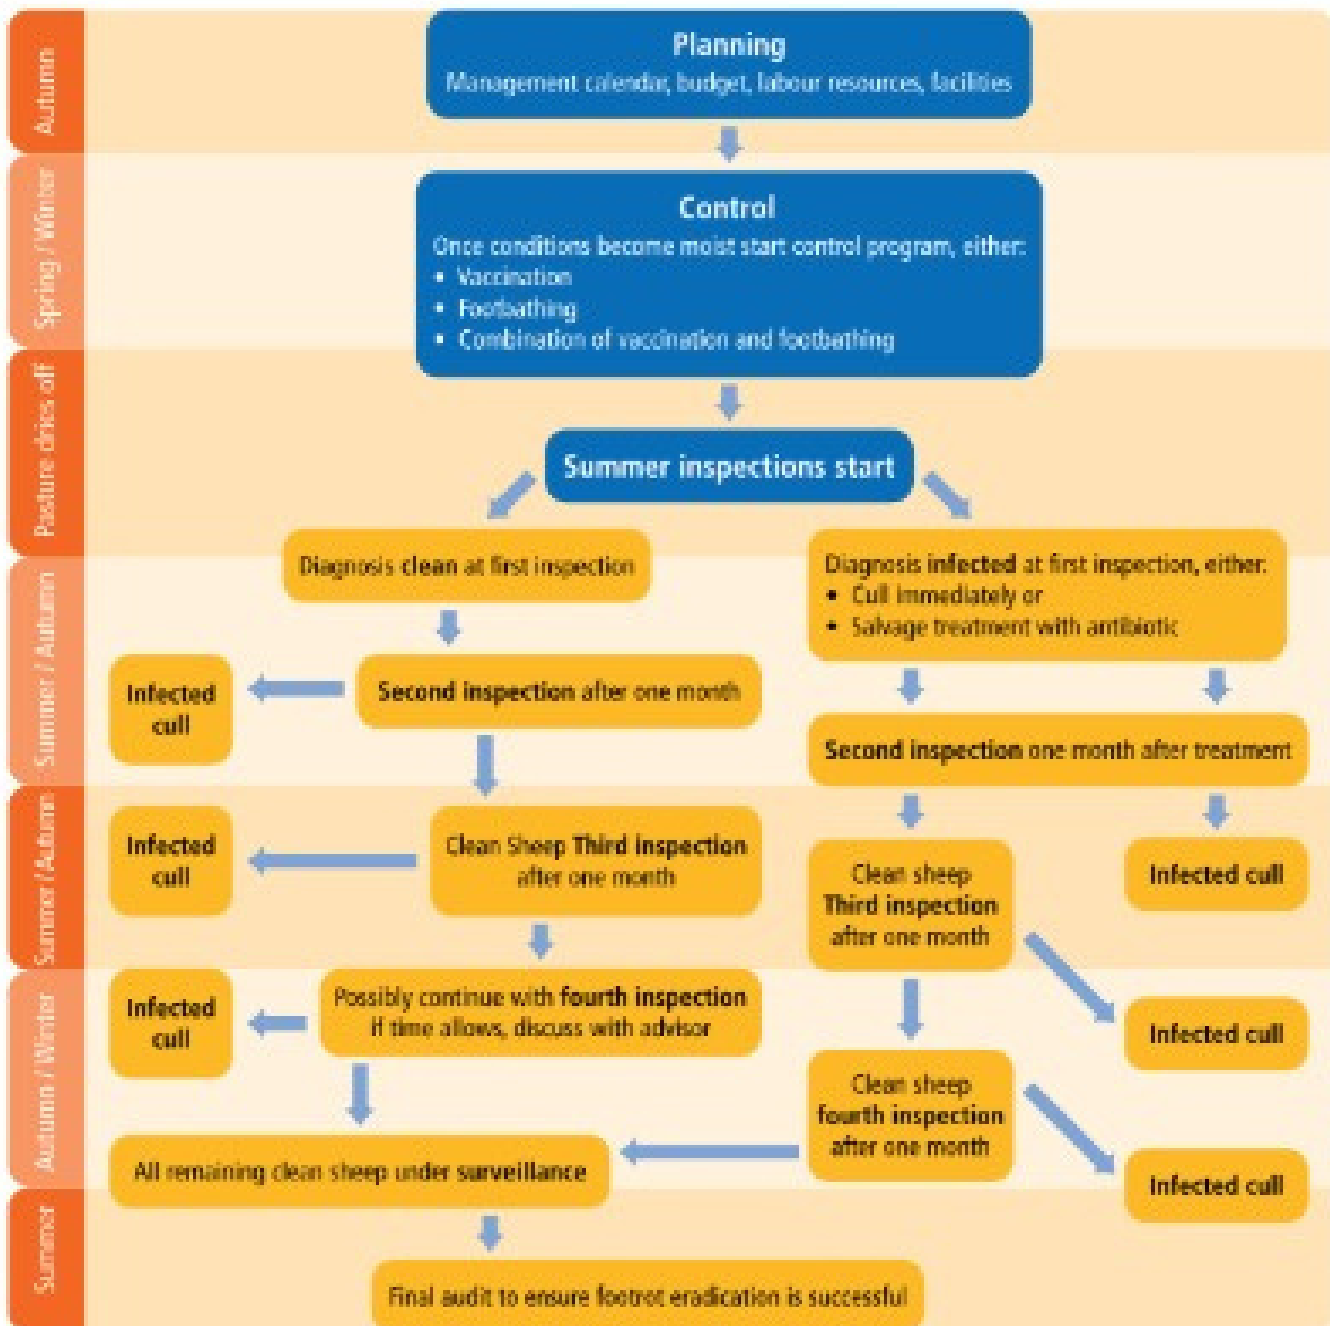 Autumn
Planning
Management calendar, budget, labour resources, facilities
Spring / Winter
Control
Once conditions become moist start control program, either:
• Vaccination
• Footbathing
• Combination of vaccination and footbathing
Pasture dries off
Summer inspections start
Diagnosis clean at first inspection
Diagnosis infected at first inspection, either:
• Cull immediately or
• Salvage treatment with antibiotic
Summer / Autumn
Infected
cull
Second inspection after one month
Second inspection one month after treatment
Summer / Autumn
Infected
cull
Clean Sheep Third inspection
after one month
Clean sheep
Third inspection
after one month
Infected cull
Autumn / Winter
Infected
cull
Possibly continue with fourth inspection
if time allows, discuss with advisor
Infected cull
Clean sheep
fourth inspection
after one month
All remaining clean sheep under surveillance
Infected cull
Summer
Final audit to ensure footrot eradication is successful